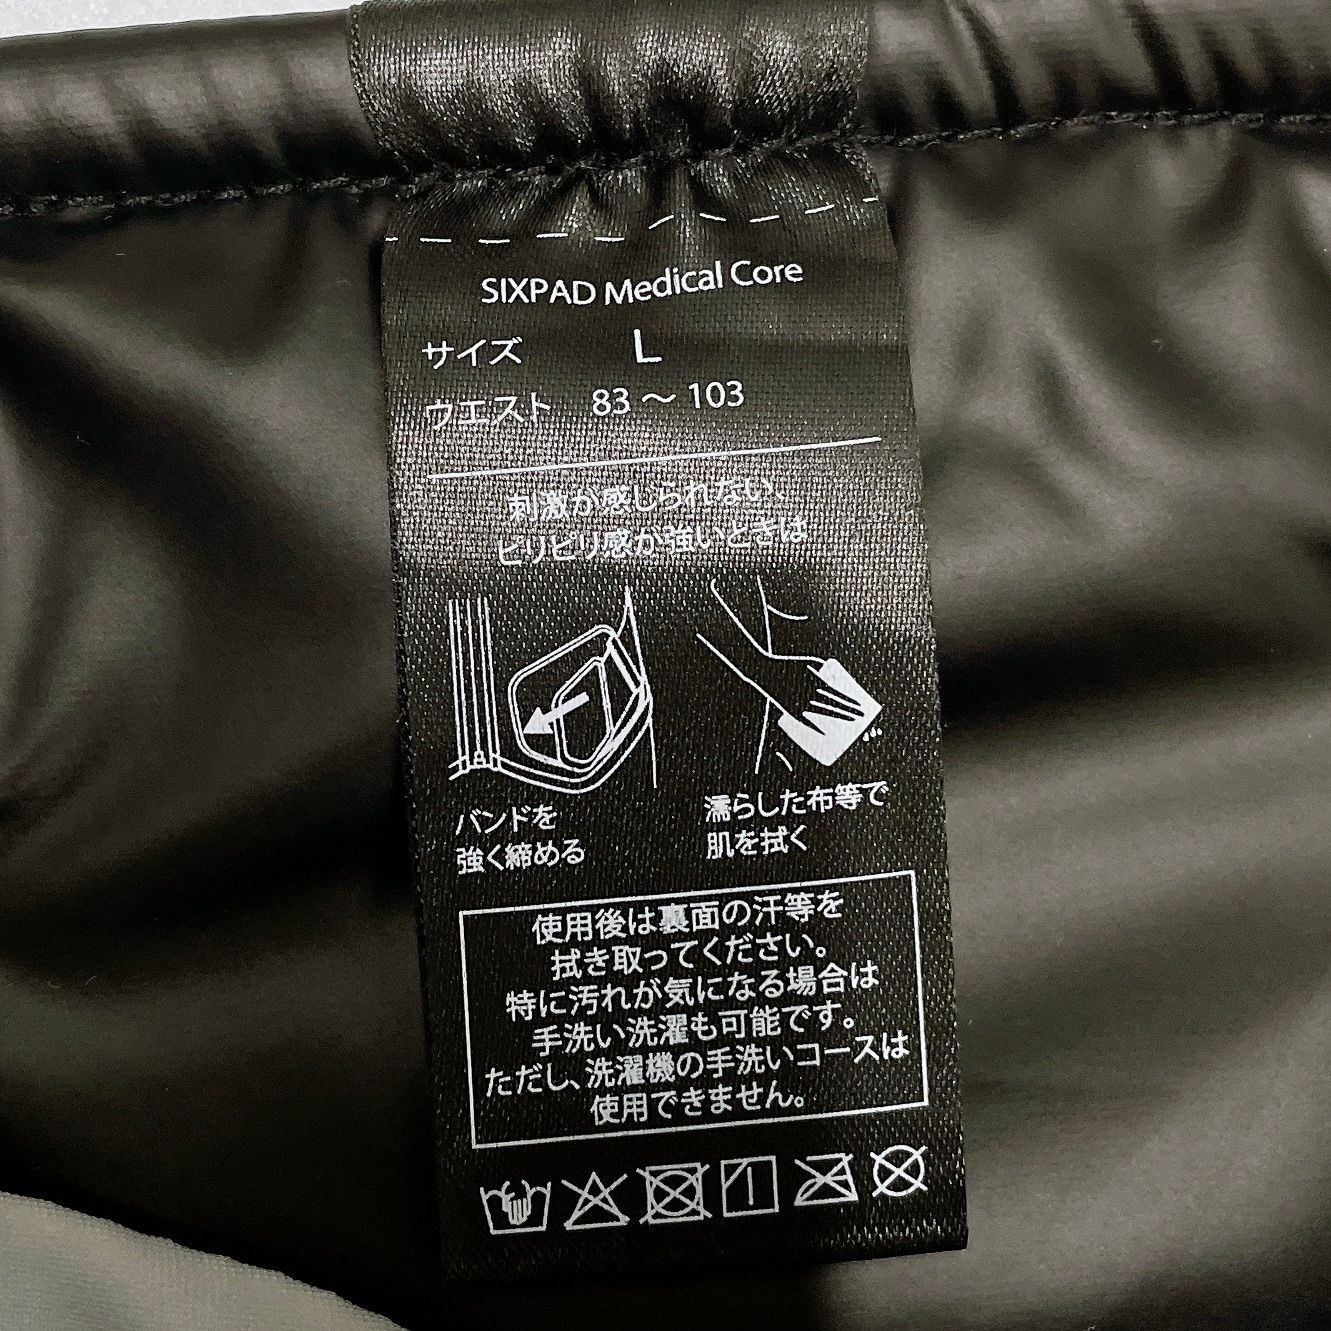 SIXPAD Medical Core
サイズ L
ウエスト 83 ～ 103
刺激が感じられない、
ピリピリ感が強いときは
バンドを
強く締める
濡らした布等で
肌を拭く
使用後は裏面の汗等を
拭き取ってください。
特に汚れが気になる場合は
手洗い洗濯も可能です。
ただし、洗濯機の手洗いコースは
使用できません。